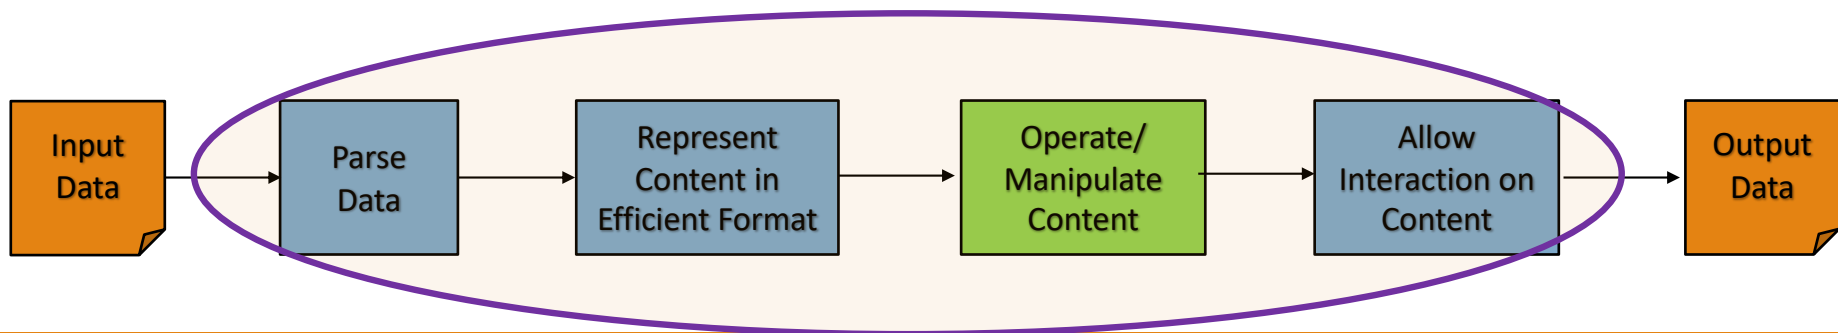 Input
Data
Parse
Data
Represent
Content in
Efficient Format
Operate/
Manipulate
Content
Allow
Interaction on
Content
Output
Data